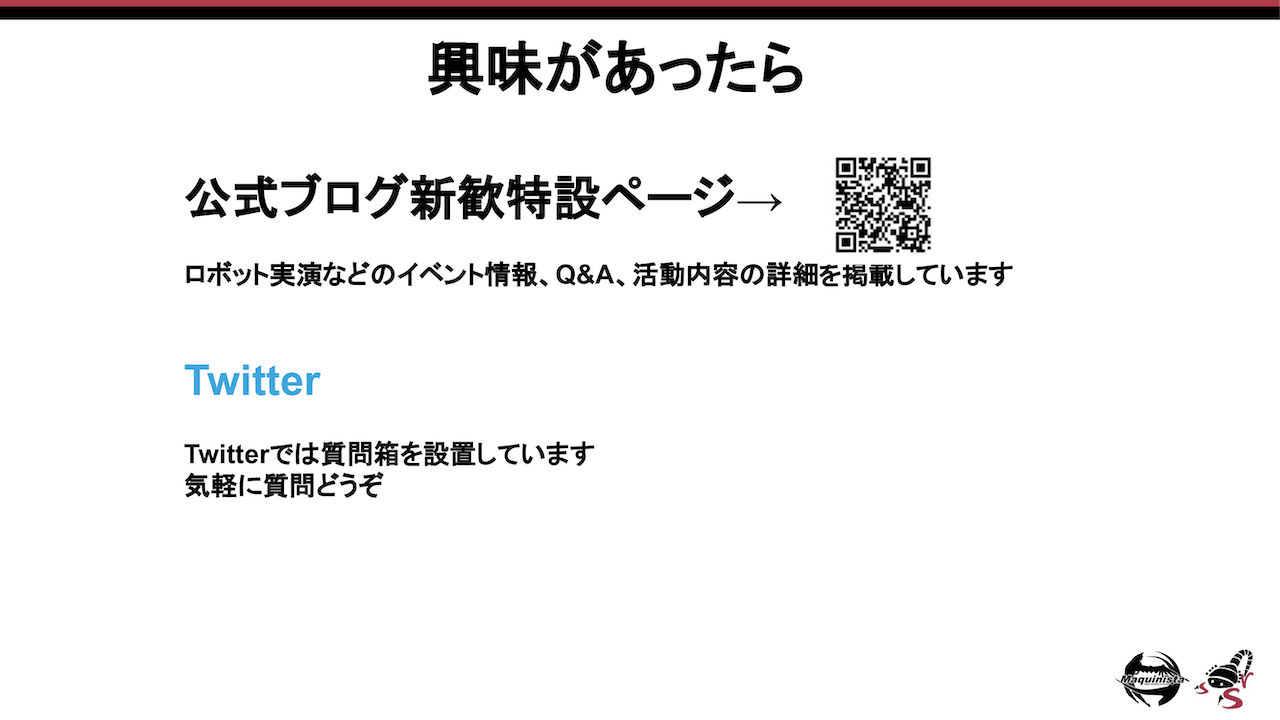 興味があったら
公式ブログ新歓特設ページ→
ロボット実演などのイベント情報、Q&A、活動内容の詳細を掲載しています
Twitter
Twitterでは質問箱を設置しています
気軽に質問どうぞ
Maquinista
s S r